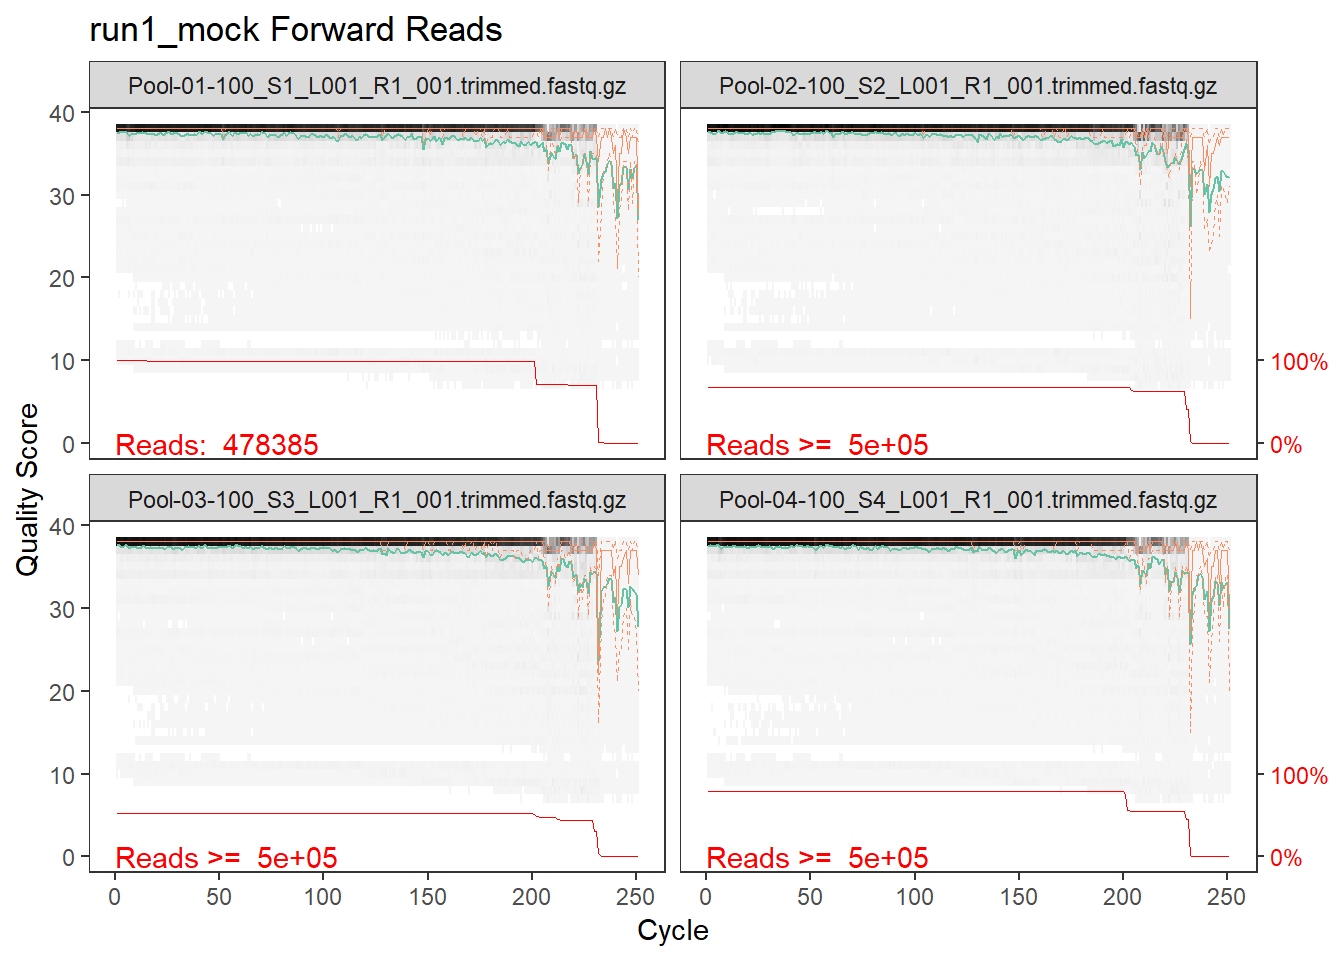 run1_mock Forward Reads
Pool-01-100_S1_L001_R1_001.trimmed.fastq.gz
Pool-02-100_S2_L001_R1_001.trimmed.fastq.gz
40
30
20
10
0
100%
0%
Reads:  478385
Reads >=  5e+05
Pool-03-100_S3_L001_R1_001.trimmed.fastq.gz
Pool-04-100_S4_L001_R1_001.trimmed.fastq.gz
40
30
20
10
0
100%
0%
Reads >=  5e+05
Reads >=  5e+05
0 50 100 150 200 250
0 50 100 150 200 250
Cycle
Quality Score